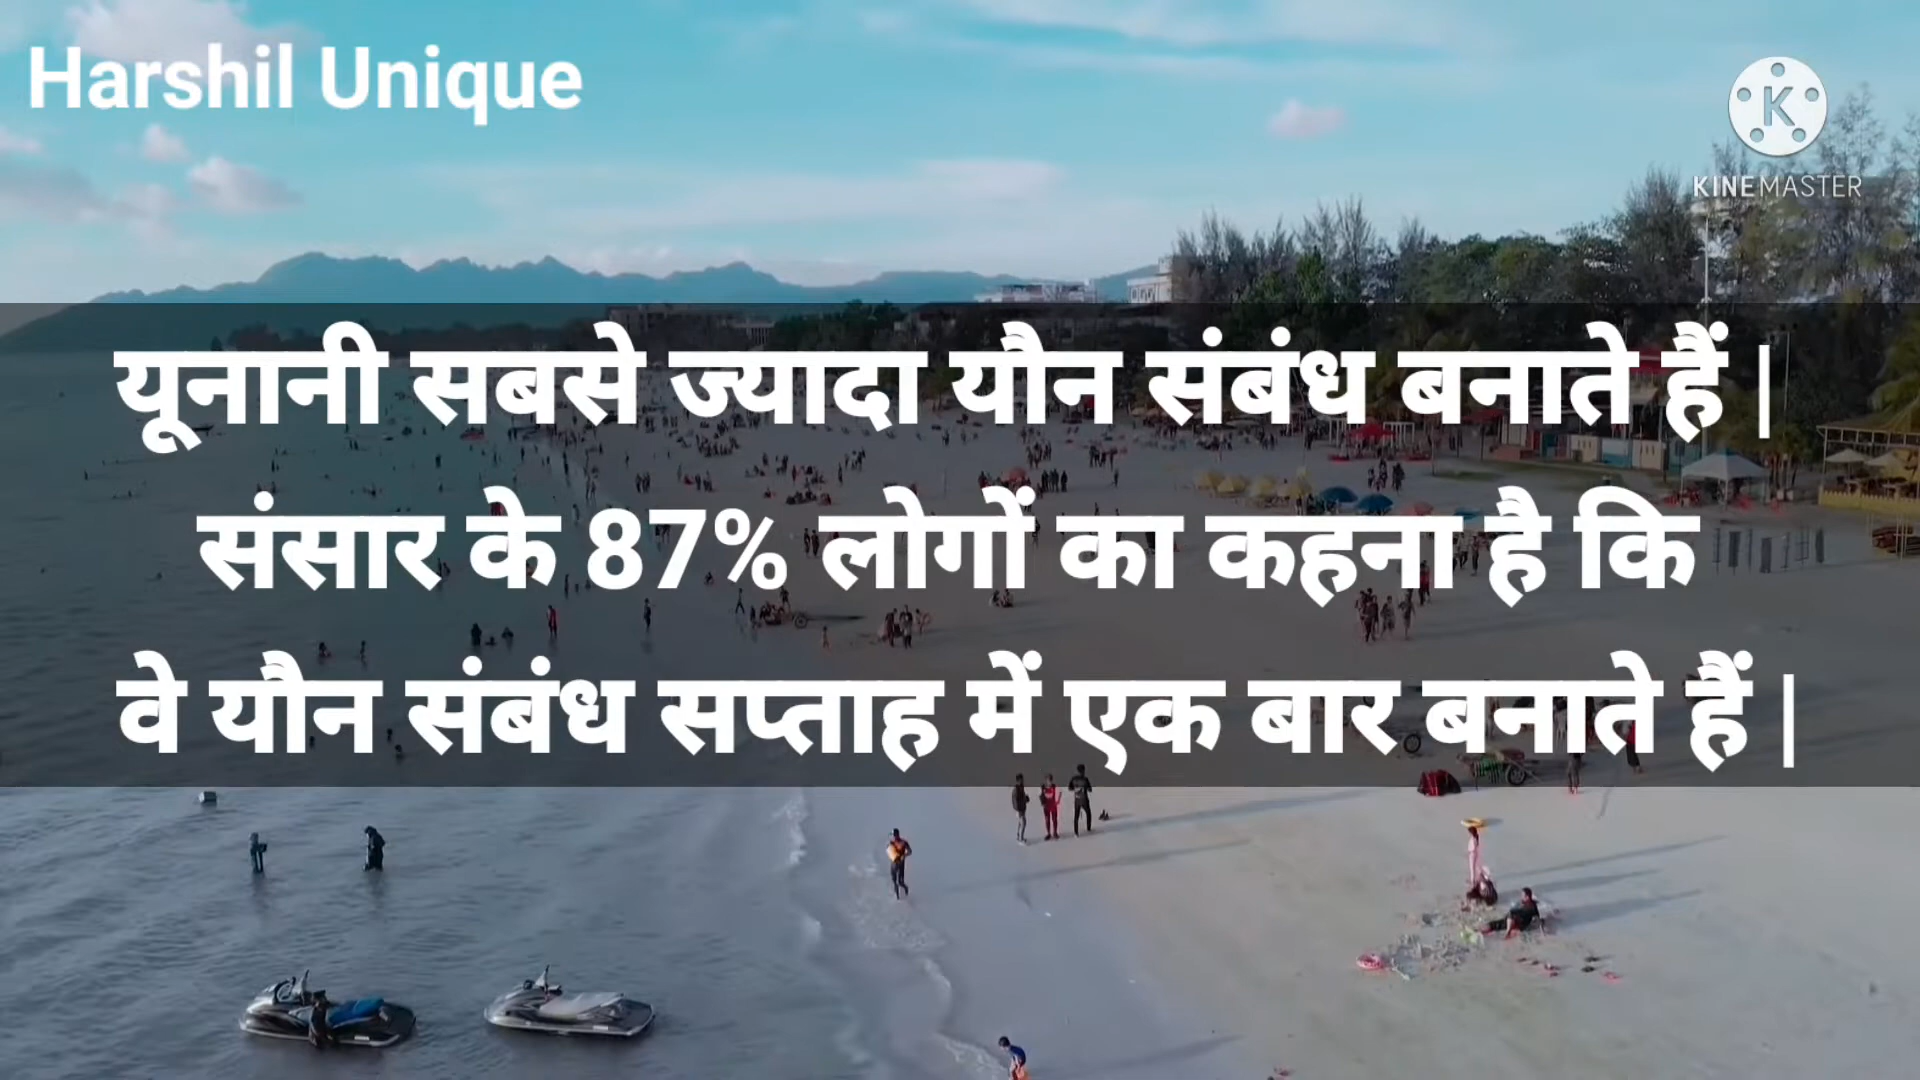 Harshil Unique
KINEMASTER
यूनानी सबसे ज्यादा यौन संबंध बनाते हैं |
संसार के 87% लोगों का कहना है कि
वे यौन संबंध सप्ताह में एक बार बनाते हैं |